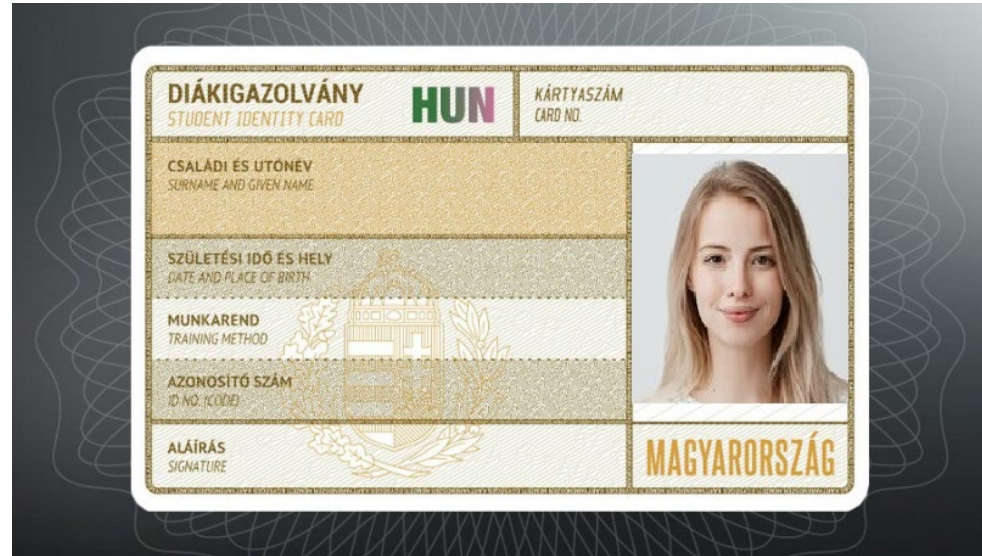 DIÁKIGAZOLVÁNY
STUDENT IDENTITY CARD
HUN
KÁRTYASZÁM
CARD NO.
CSALÁDI ÉS UTÓNÉV
SURNAME AND GIVEN NAME
SZÜLETÉSI IDŐ ÉS HELY
DATE AND PLACE OF BIRTH
MUNKAREND
TRAINING METHOD
AZONOSÍTÓ SZÁM
ID NO. (CODE)
ALÁÍRÁS
SIGNATURE
MAGYARORSZÁG